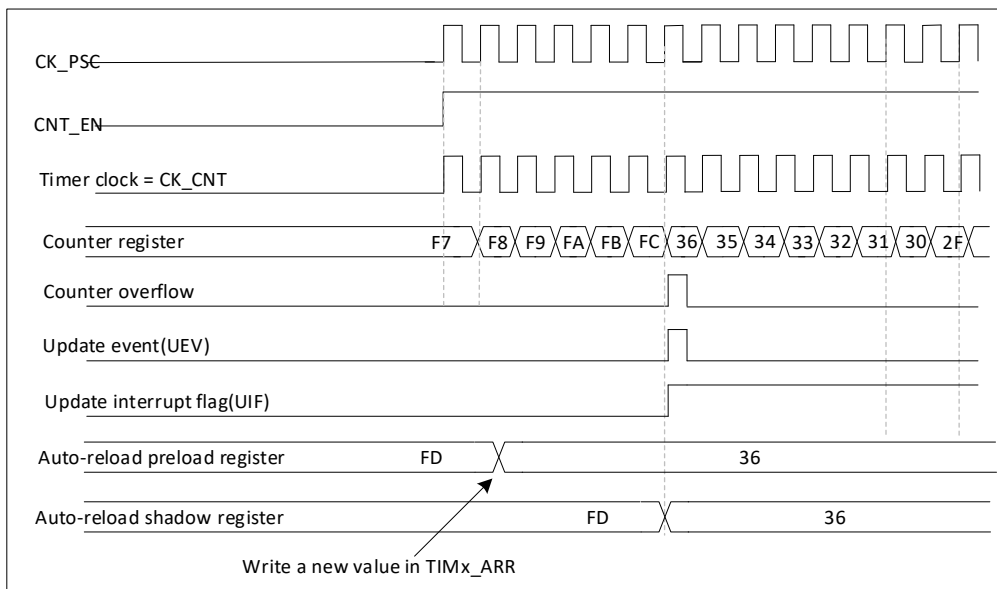 CK_PSC
CNT_EN
Timer clock = CK_CNT
Counter register F7 F8 F9 FA FB FC 36 35 34 33 32 31 30 2F
Counter overflow
Update event(UEV)
Update interrupt flag(UIF)
Auto-reload preload register FD 36
Auto-reload shadow register FD 36
Write a new value in TIMx_ARR